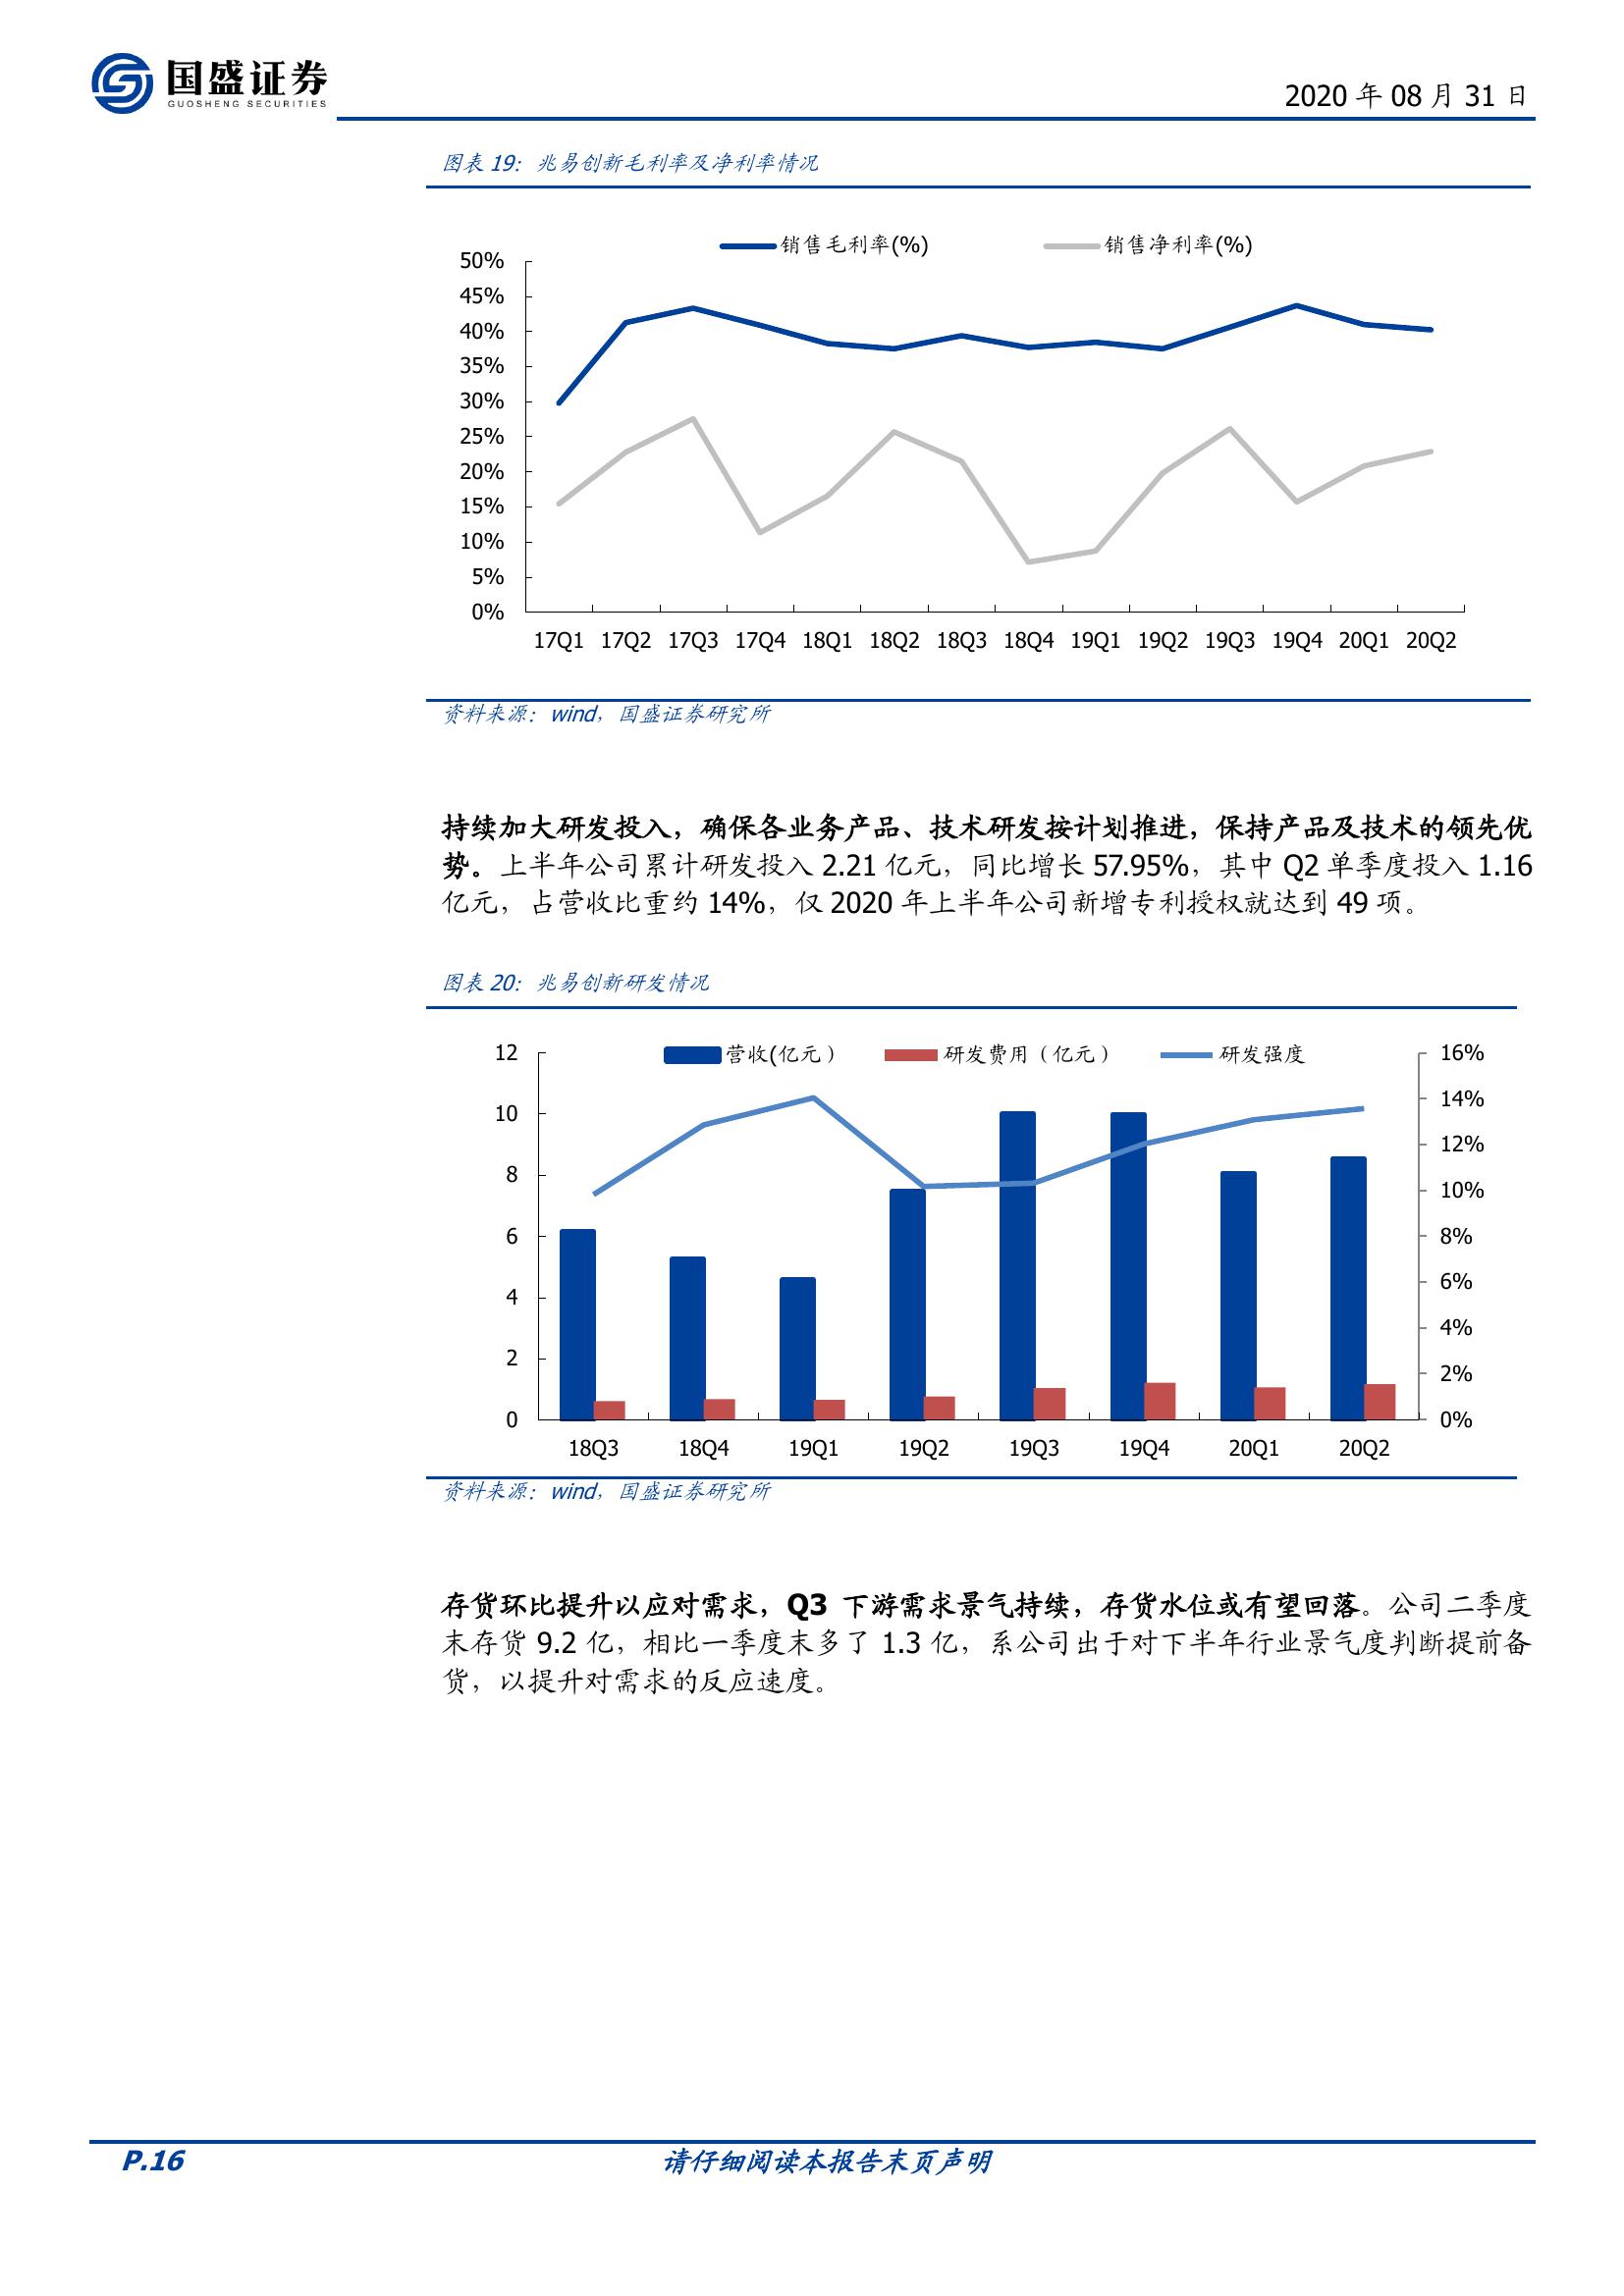 国盛证券
GUOSHENG SECURITIES
2020 年 08 月 31 日
图表 19：兆易创新毛利率及净利率情况
销售毛利率(%) 销售净利率(%)
50%
45%
40%
35%
30%
25%
20%
15%
10%
5%
0%
17Q1 17Q2 17Q3 17Q4 18Q1 18Q2 18Q3 18Q4 19Q1 19Q2 19Q3 19Q4 20Q1 20Q2
资料来源：wind，国盛证券研究所
持续加大研发投入，确保各业务产品、技术研发按计划推进，保持产品及技术的领先优
势。上半年公司累计研发投入 2.21 亿元，同比增长 57.95%，其中 Q2 单季度投入 1.16
亿元，占营收比重约 14%，仅 2020 年上半年公司新增专利授权就达到 49 项。
图表 20：兆易创新研发情况
营收(亿元） 研发费用（亿元） 研发强度
12 16%
14%
10
12%
8
10%
6 8%
6%
4
4%
2
2%
0 0%
18Q3 18Q4 19Q1 19Q2 19Q3 19Q4 20Q1 20Q2
资料来源：wind，国盛证券研究所
存货环比提升以应对需求，Q3 下游需求景气持续，存货水位或有望回落。公司二季度
末存货 9.2 亿，相比一季度末多了 1.3 亿，系公司出于对下半年行业景气度判断提前备
货，以提升对需求的反应速度。
P.16 请仔细阅读本报告末页声明